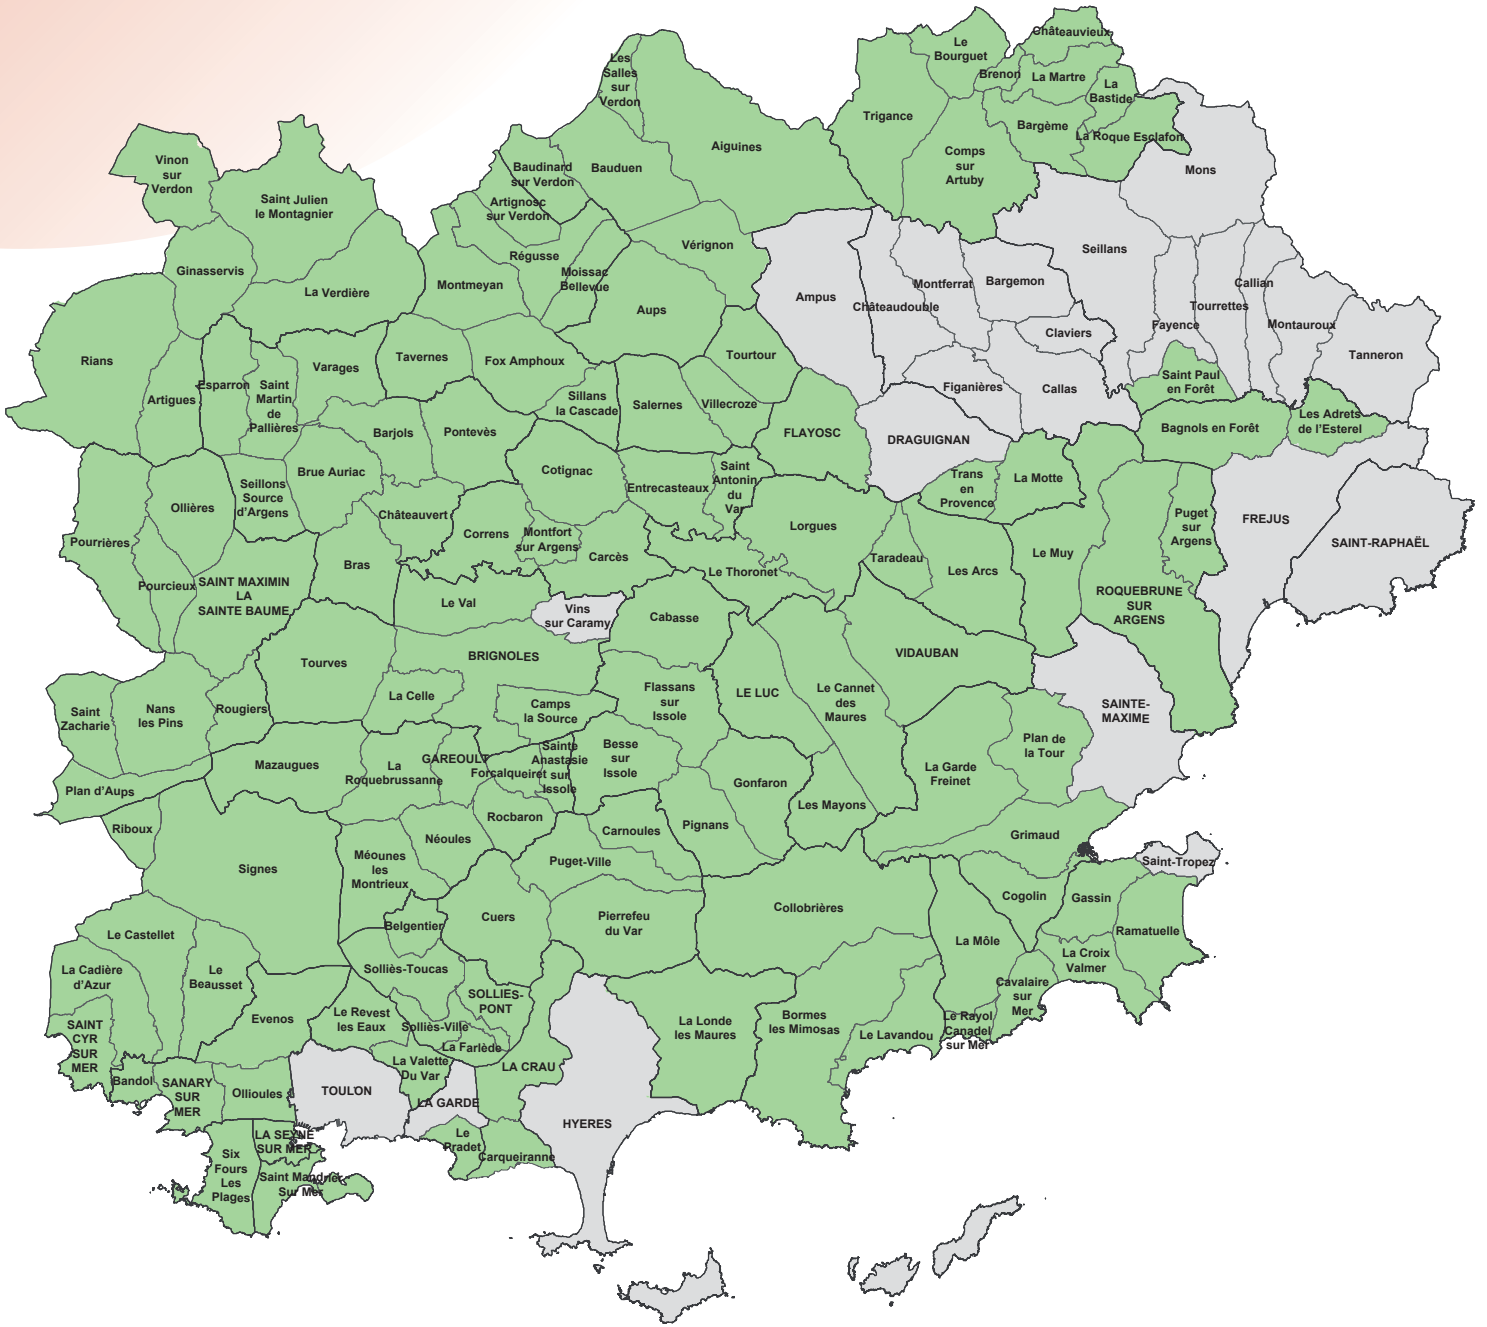 Châteauvieux
Le
Bourguet
Brenon
La Martre
La
Bastide
Les
Salles
sur
Verdon
Trigance
Bargème
La Roque Esclafon
Aiguines
Comps
sur
Artuby
Mons
Vinon
sur
Verdon
Baudinard
sur Verdon
Bauduen
Saint Julien
le Montagnier
Artignosc
sur Verdon
Vérignon
Seillans
Régusse
Ginasservis
Moissac
Bellevue
Montmeyan
La Verdière
Aups
Ampus
Châteaudouble
Montferrat
Bargemon
Callian
Tourrettes
Fayence
Montauroux
Claviers
Tanneron
Rians
Varages
Tavernes
Fox Amphoux
Tourtour
Esparron
Saint
Martin
de
Pallières
Artigues
Figanières
Callas
Saint Paul
en Forêt
Sillans
la Cascade
Salernes
Villecroze
Barjols
Pontevès
FLAYOSC
DRAGUIGNAN
Bagnols en Forêt
Les Adrets
de l’Esterel
Brue Auriac
Cotignac
Entrecasteaux
Saint
Antonin
du
Var
Trans
en
Provence
La Motte
Seillons
Source
d’Argens
Ollières
Châteauvert
Correns
Montfort
sur Argens
Carcès
Lorgues
Puget
sur
Argens
FREJUS
SAINT-RAPHAËL
Pourrières
Taradeau
Le Muy
Les Arcs
Bras
Le Thoronet
Pourcieux
SAINT MAXIMIN
LA
SAINTE BAUME
ROQUEBRUNE
SUR
ARGENS
Le Val
Vins
sur Caramy
Cabasse
Tourves
BRIGNOLES
VIDAUBAN
La Celle
Flassans
sur
Issole
LE LUC
Le Cannet
des
Maures
Saint
Zacharie
Nans
les Pins
Rougiers
Camps
la Source
SAINTE-
MAXIME
Plan de
la Tour
Mazaugues
La
Roquebrussanne
GAREOULT
Forcalqueiret
Sainte
Anastasie
sur
Issole
Besse
sur
Issole
La Garde
Freinet
Gonfaron
Plan d’Aups
Les Mayons
Riboux
Néoules
Rocbaron
Carnoules
Pignans
Grimaud
Signes
Méounes
les
Montrieux
Puget-Ville
Saint-Tropez
Cogolin
Gassin
Collobrières
Belgentier
Cuers
Pierrefeu
du Var
Ramatuelle
Le Castellet
La Môle
La Croix
Valmer
La Cadière
d’Azur
Le
Beausset
Solliès-Toucas
Cavalaire
sur
Mer
SOLLIES-
PONT
Evenos
Le Revest
les Eaux
Solliès-Ville
La Londe
les Maures
Bormes
les Mimosas
Le Lavandou
Le Rayol
Canadel
sur Mer
SAINT
CYR
SUR
MER
La Farlède
La Valette
Du Var
LA CRAU
Bandol
SANARY
SUR
MER
Ollioules
TOULON
LA GARDE
HYERES
LA SEYNE
SUR MER
Le
Pradet
Carqueiranne
Six
Fours
Les
Plages
Saint Mandrier
Sur Mer